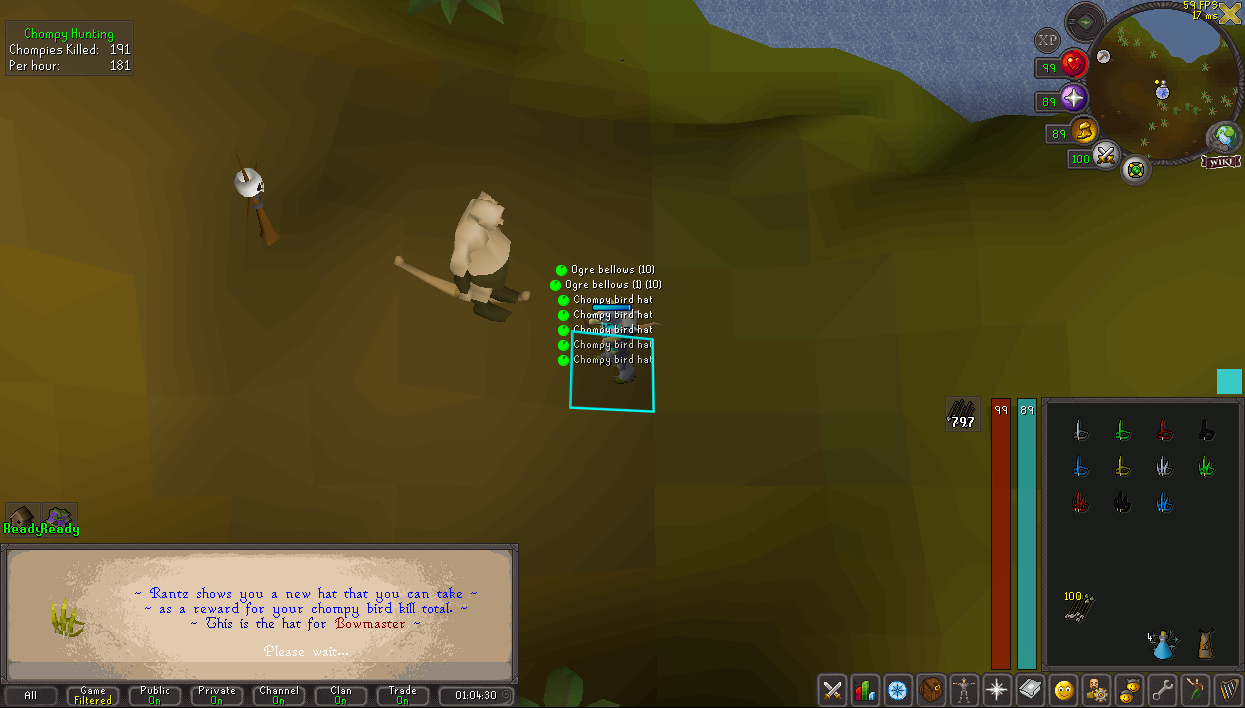 Chompy Hunting
Chompies Killed: 191
Per hour: 181
59 FPS
17 ms
XP
99
89
89
100
WIKI
Ogre bellows (10)
Ogre bellows (1) (10)
Chompy bird hat
Chompy bird hat
Chompy bird hat
Chompy bird hat
Chompy bird hat
797
99
89
100
4
Ready Ready
~ Rantz shows you a new hat that you can take ~
~ as a reward for your chompy bird kill total. ~
~ This is the hat for Bowmaster ~
Please wait...
All
Game
Filtered
Public
On
Private
On
Channel
On
Clan
On
Trade
On
01:04:30